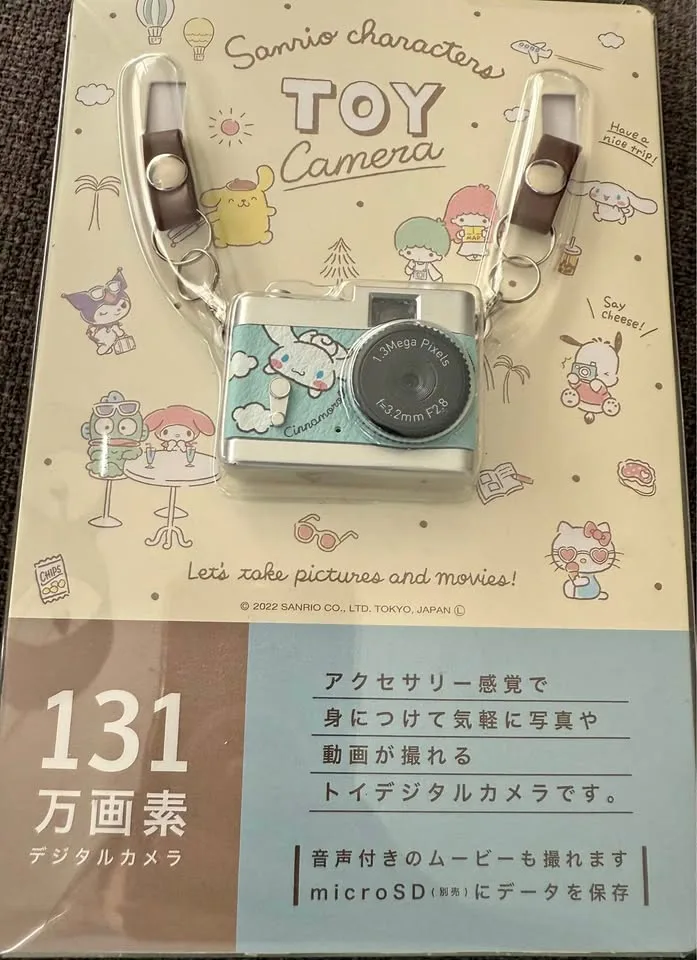 Sanrio characters
TOY
Camera
Have a
nice trip!
MAP
Say
cheese!
1.3Mega Pixels
f=3.2mm F2.8
Cinnamoroll
CHIPS
Let's take pictures and movies!
© 2022 SANRIO CO., LTD. TOKYO, JAPAN Ⓛ
131
万画素
デジタルカメラ
アクセサリー感覚で
身につけて気軽に写真や
動画が撮れる
トイデジタルカメラです。
音声付きのムービーも撮れます
microSD(別売)にデータを保存